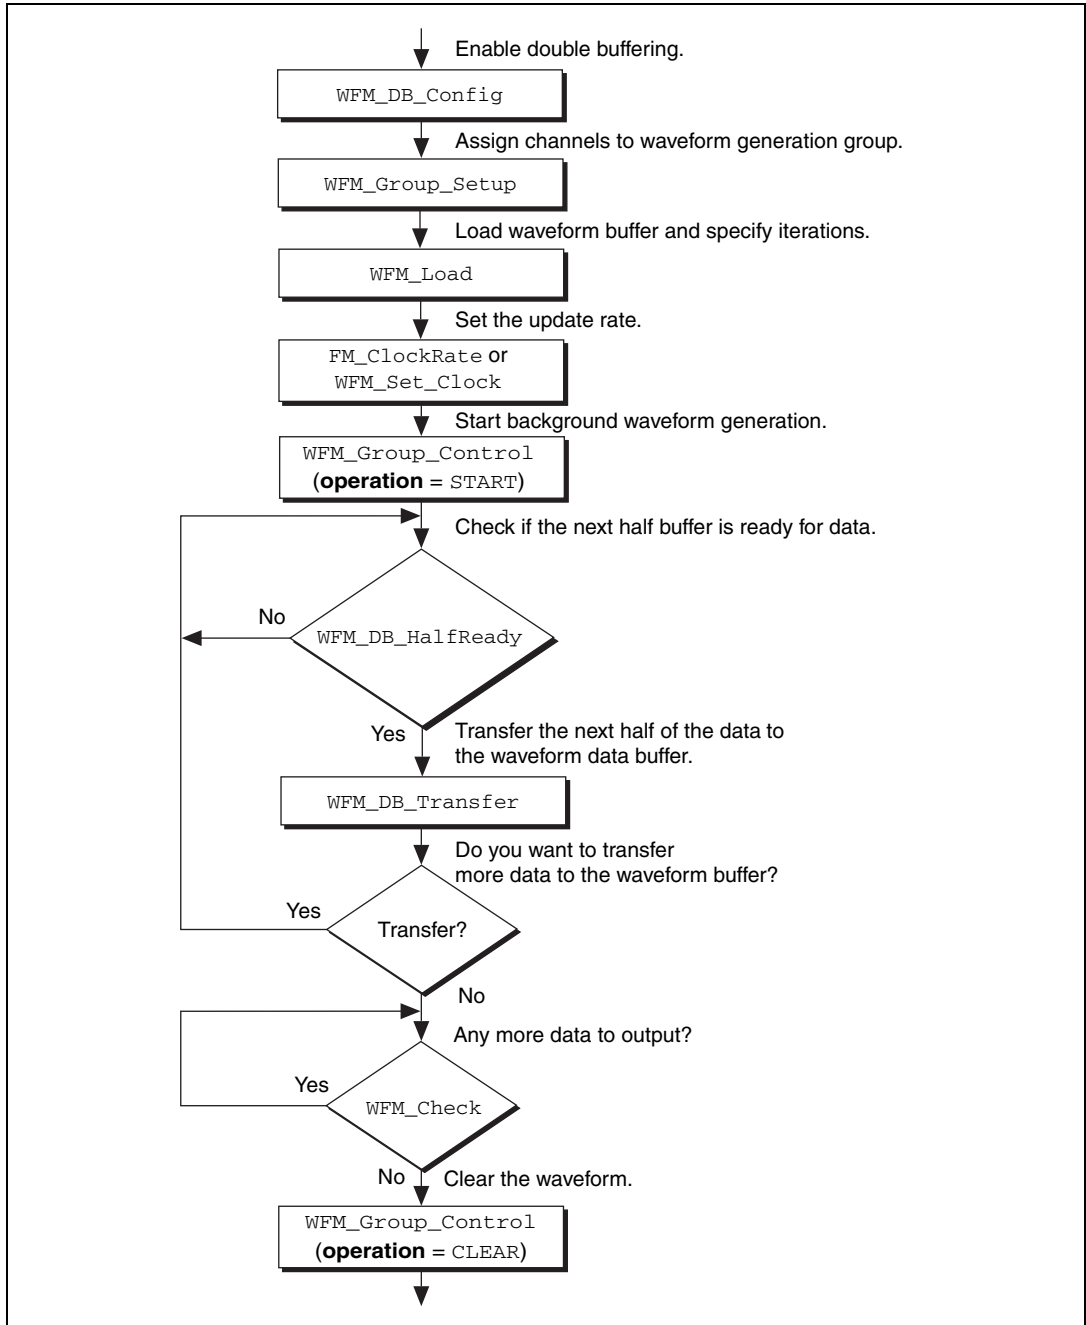 Enable double buffering.
WFM_DB_Config
Assign channels to waveform generation group.
WFM_Group_Setup
Load waveform buffer and specify iterations.
WFM_Load
Set the update rate.
FM_ClockRate or
WFM_Set_Clock
Start background waveform generation.
WFM_Group_Control
(operation = START)
Check if the next half buffer is ready for data.
No
WFM_DB_HalfReady
Yes
Transfer the next half of the data to
the waveform data buffer.
WFM_DB_Transfer
Do you want to transfer
more data to the waveform buffer?
Yes
Transfer?
No
Any more data to output?
Yes
WFM_Check
No
Clear the waveform.
WFM_Group_Control
(operation = CLEAR)